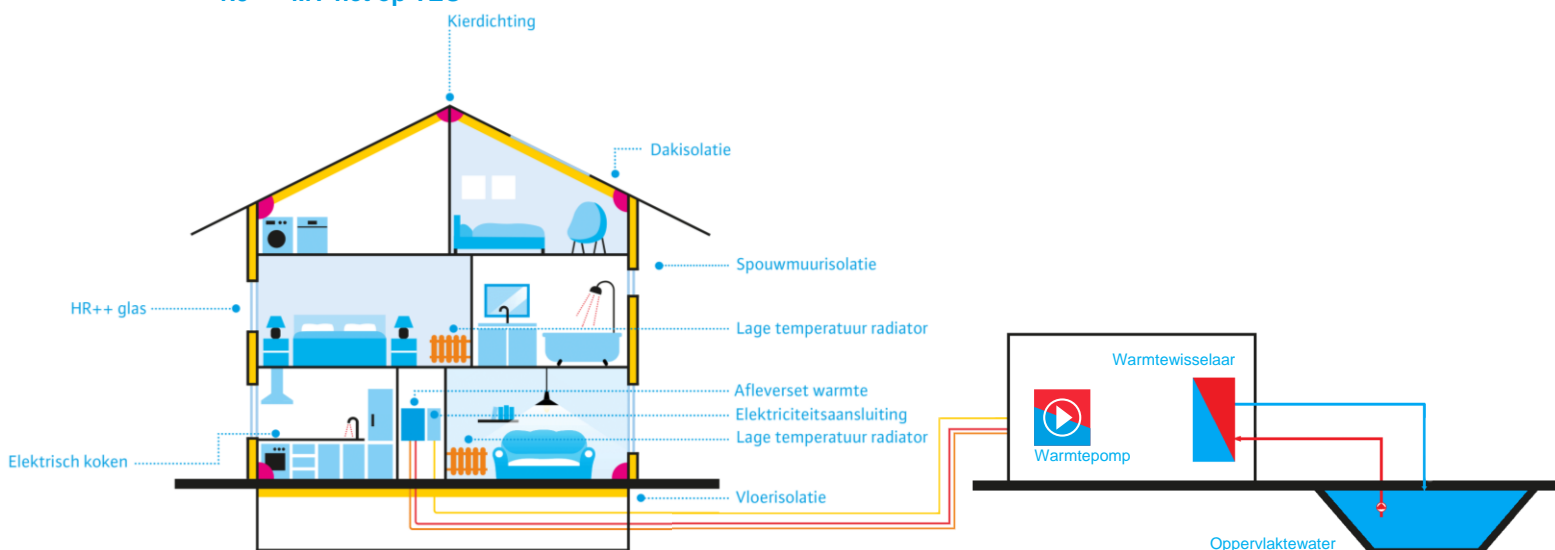 Kierdichting
Dakisolatie
Spouwmuurisolatie
HR++ glas
Lage temperatuur radiator
Warmtewisselaar
Afleverset warmte
Elektriciteitsaansluiting
Lage temperatuur radiator
Warmtepomp
Elektrisch koken
Vloerisolatie
Oppervlaktewater